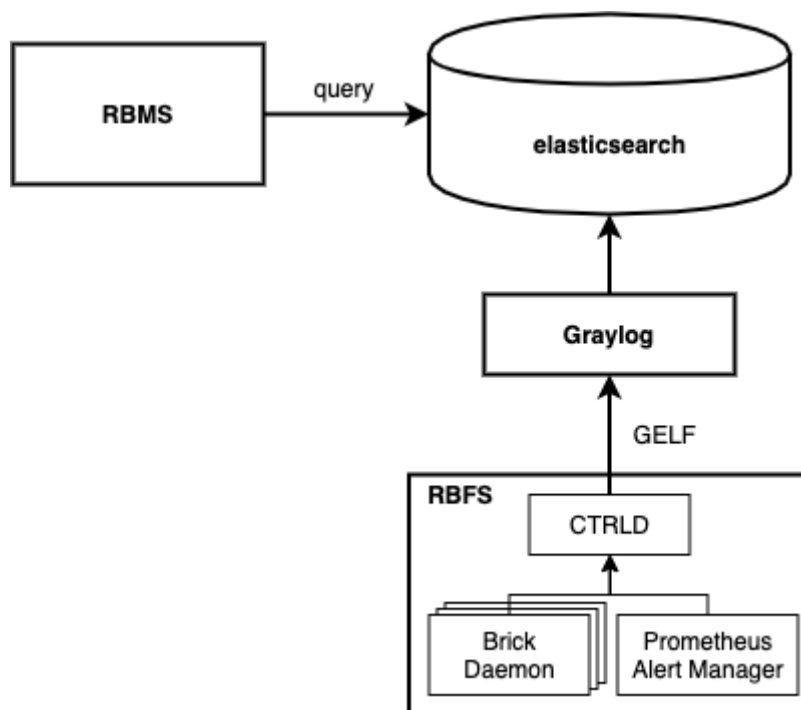 RBMS
query
elasticsearch
Graylog
GELF
RBFS
CTRLD
Brick
Daemon
Prometheus
Alert Manager